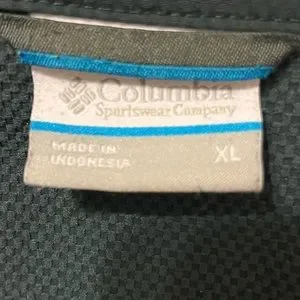 Columbia
Sportswear Company
MADE IN
INDONESIA
XL